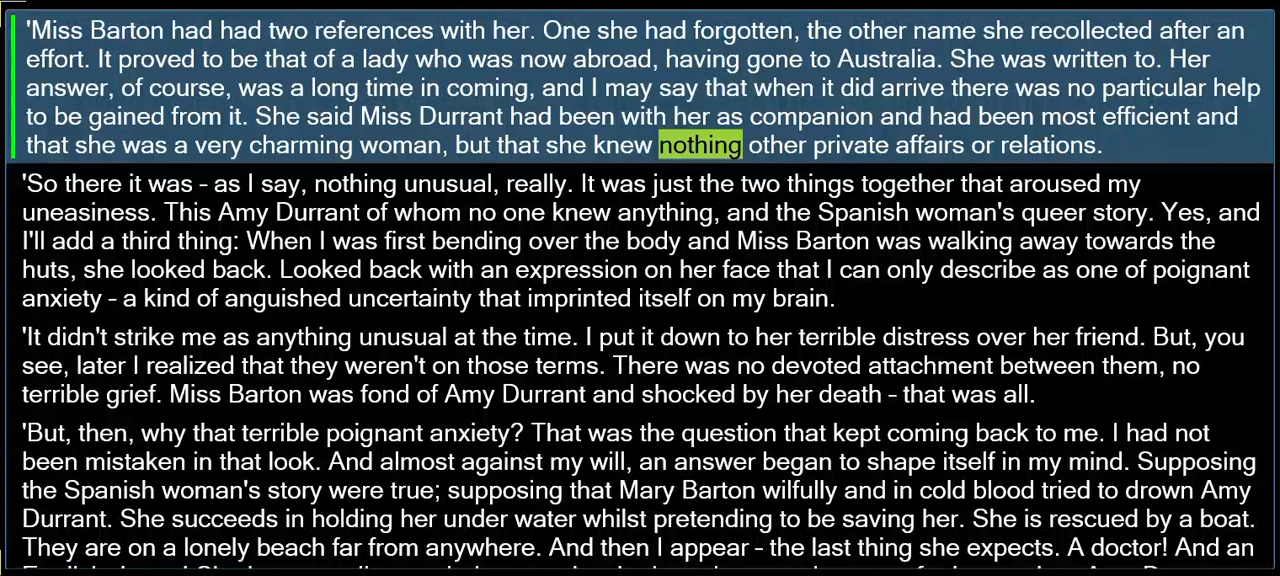 'Miss Barton had had two references with her. One she had forgotten, the other name she recollected after an
effort. It proved to be that of a lady who was now abroad, having gone to Australia. She was written to. Her
answer, of course, was a long time in coming, and I may say that when it did arrive there was no particular help
to be gained from it. She said Miss Durrant had been with her as companion and had been most efficient and
that she was a very charming woman, but that she knew nothing other private affairs or relations.
'So there it was - as I say, nothing unusual, really. It was just the two things together that aroused my
uneasiness. This Amy Durrant of whom no one knew anything, and the Spanish woman's queer story. Yes, and
I'll add a third thing: When I was first bending over the body and Miss Barton was walking away towards the
huts, she looked back. Looked back with an expression on her face that I can only describe as one of poignant
anxiety - a kind of anguished uncertainty that imprinted itself on my brain.
'It didn't strike me as anything unusual at the time. I put it down to her terrible distress over her friend. But, you
see, later I realized that they weren't on those terms. There was no devoted attachment between them, no
terrible grief. Miss Barton was fond of Amy Durrant and shocked by her death - that was all.
'But, then, why that terrible poignant anxiety? That was the question that kept coming back to me. I had not
been mistaken in that look. And almost against my will, an answer began to shape itself in my mind. Supposing
the Spanish woman's story were true; supposing that Mary Barton wilfully and in cold blood tried to drown Amy
Durrant. She succeeds in holding her under water whilst pretending to be saving her. She is rescued by a boat.
They are on a lonely beach far from anywhere. And then I appear - the last thing she expects. A doctor! And an